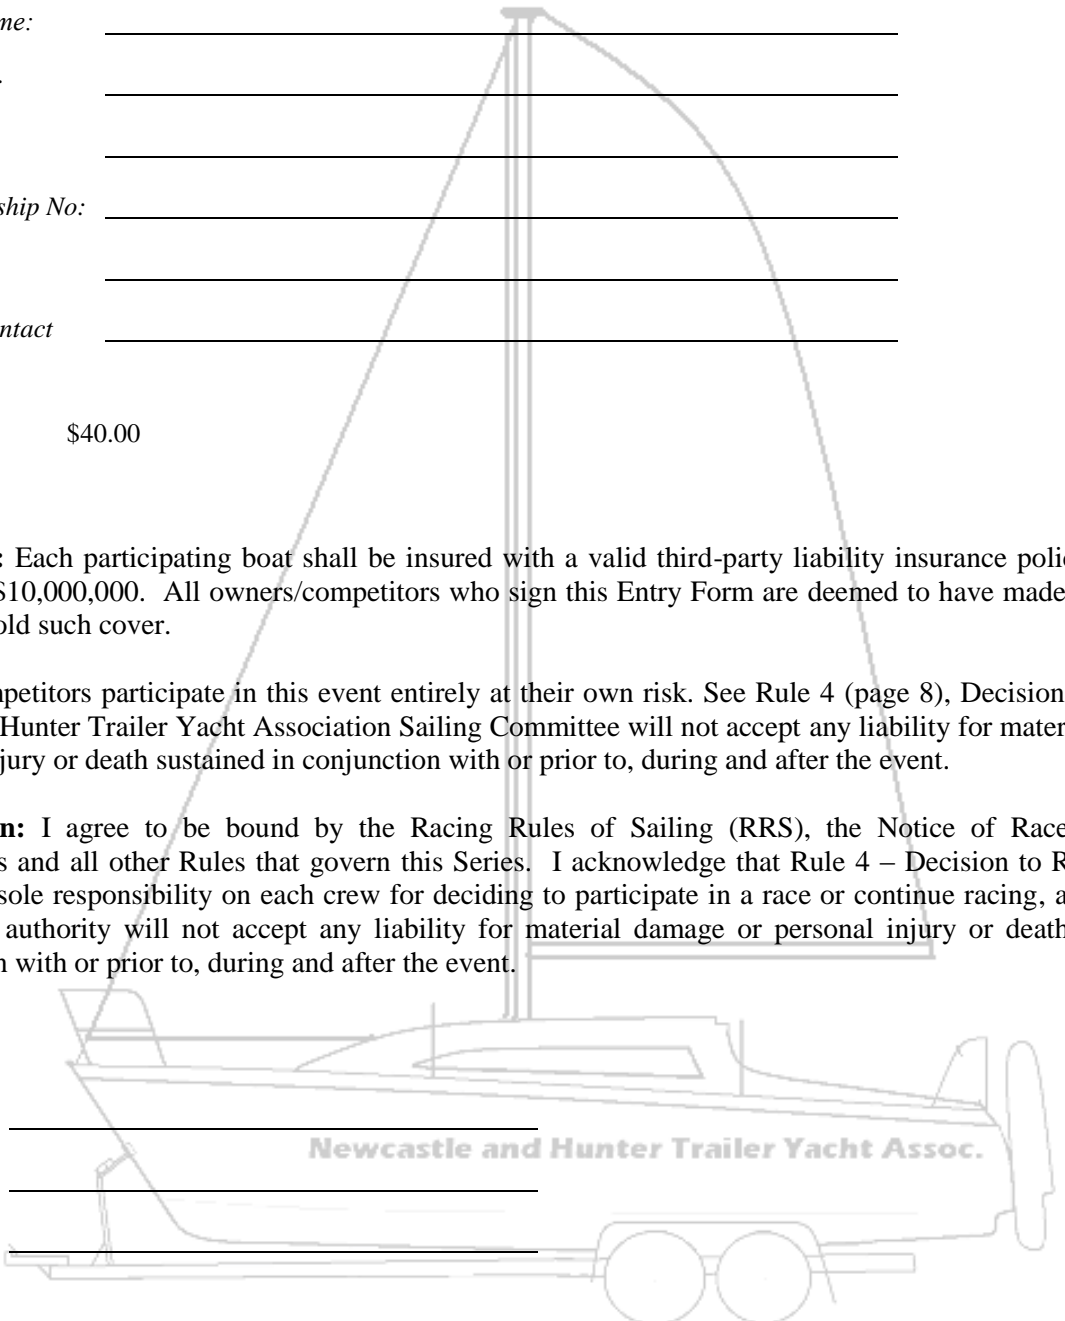 me:
ship No:
ntact
$40.00
: Each participating boat shall be insured with a valid third-party liability insurance polic
$10,000,000. All owners/competitors who sign this Entry Form are deemed to have made
old such cover.
mpetitors participate in this event entirely at their own risk. See Rule 4 (page 8), Decision
Hunter Trailer Yacht Association Sailing Committee will not accept any liability for mater
jury or death sustained in conjunction with or prior to, during and after the event.
n: I agree to be bound by the Racing Rules of Sailing (RRS), the Notice of Race
s and all other Rules that govern this Series. I acknowledge that Rule 4 – Decision to R
sole responsibility on each crew for deciding to participate in a race or continue racing, a
authority will not accept any liability for material damage or personal injury or death
n with or prior to, during and after the event.
Newcastle and Hunter Trailer Yacht Assoc.